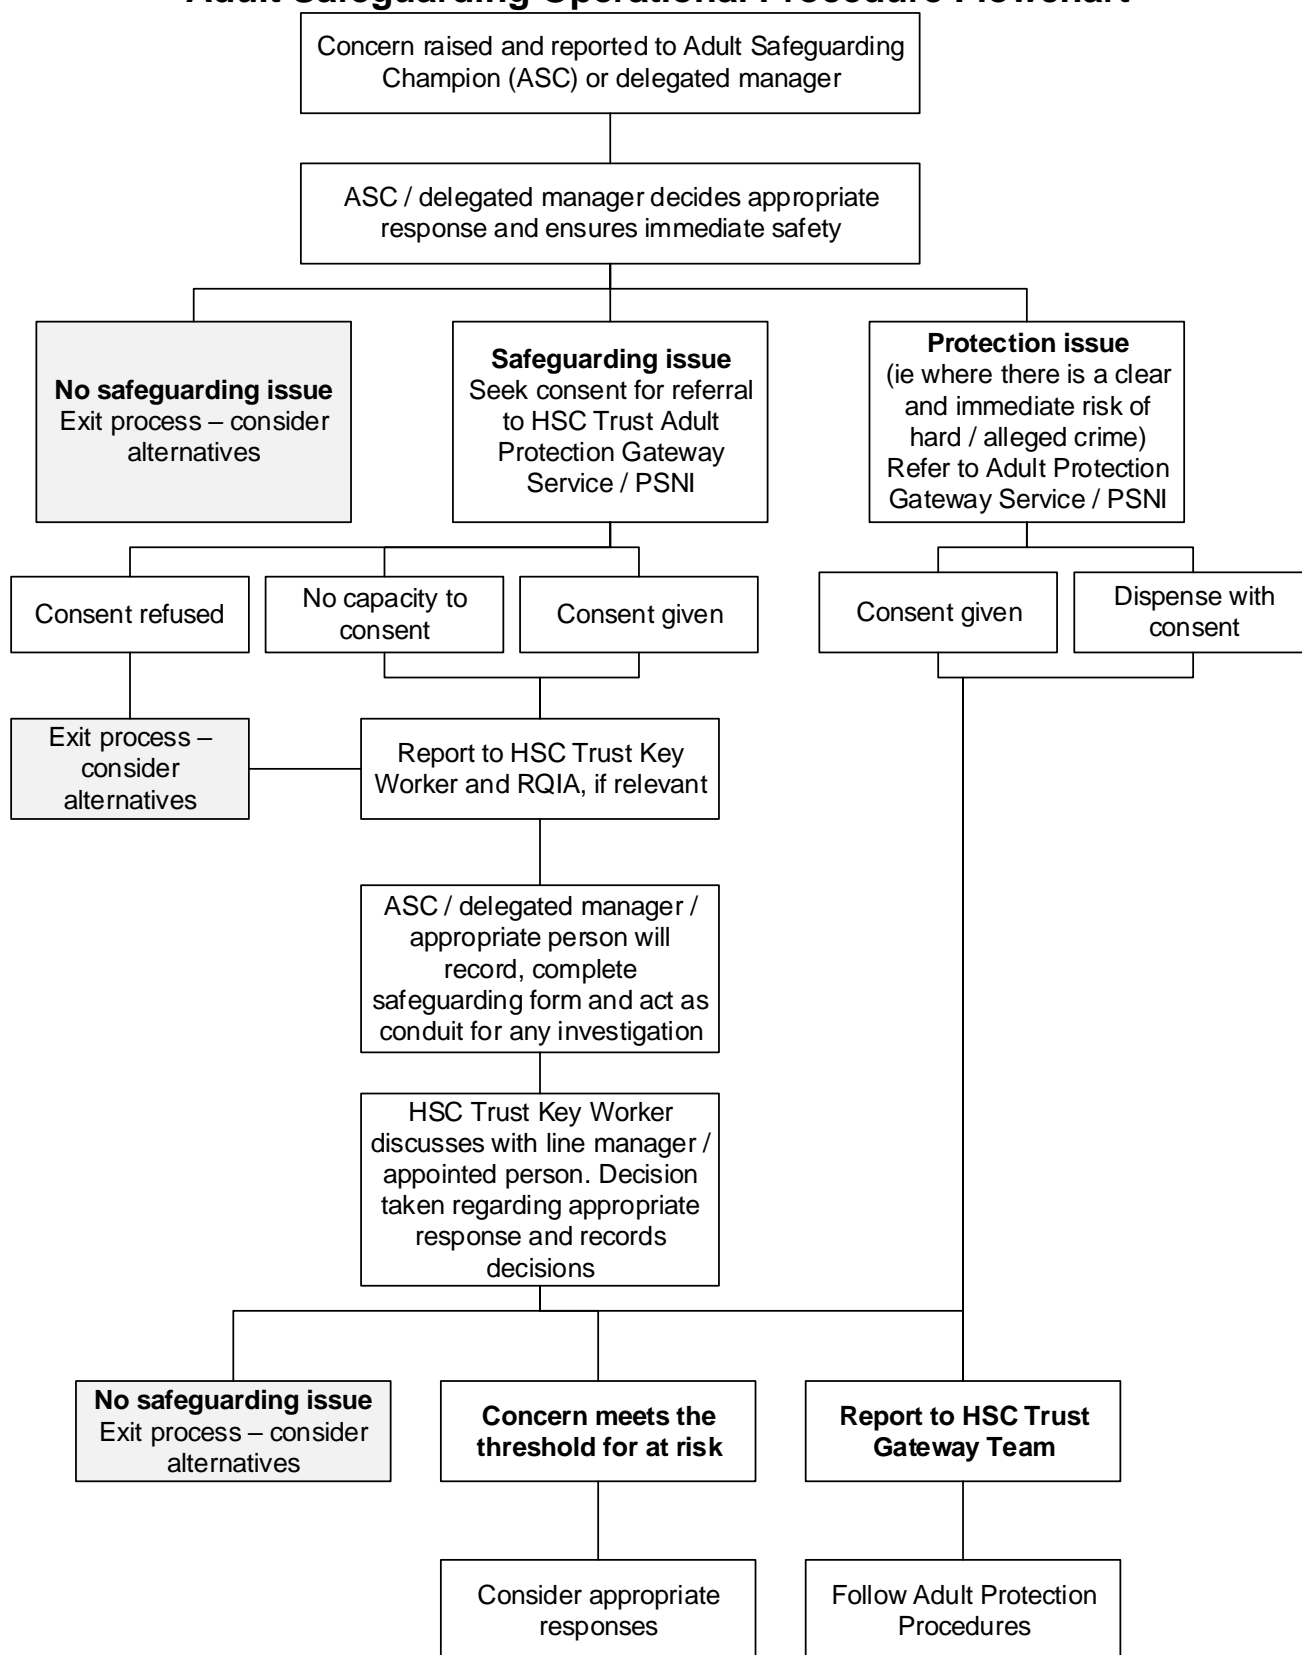 Adult Safeguarding Operational Procedure Flowchart
Concern raised and reported to Adult Safeguarding
Champion (ASC) or delegated manager
ASC / delegated manager decides appropriate
response and ensures immediate safety
No safeguarding issue
Exit process – consider
alternatives
Safeguarding issue
Seek consent for referral
to HSC Trust Adult
Protection Gateway
Service / PSNI
Protection issue
(ie where there is a clear
and immediate risk of
hard / alleged crime)
Refer to Adult Protection
Gateway Service / PSNI
Consent refused
No capacity to
consent
Consent given
Consent given
Dispense with
consent
Exit process –
consider
alternatives
Report to HSC Trust Key
Worker and RQIA, if relevant
ASC / delegated manager /
appropriate person will
record, complete
safeguarding form and act as
conduit for any investigation
HSC Trust Key Worker
discusses with line manager /
appointed person. Decision
taken regarding appropriate
response and records
decisions
No safeguarding issue
Exit process – consider
alternatives
Concern meets the
threshold for at risk
Report to HSC Trust
Gateway Team
Consider appropriate
responses
Follow Adult Protection
Procedures